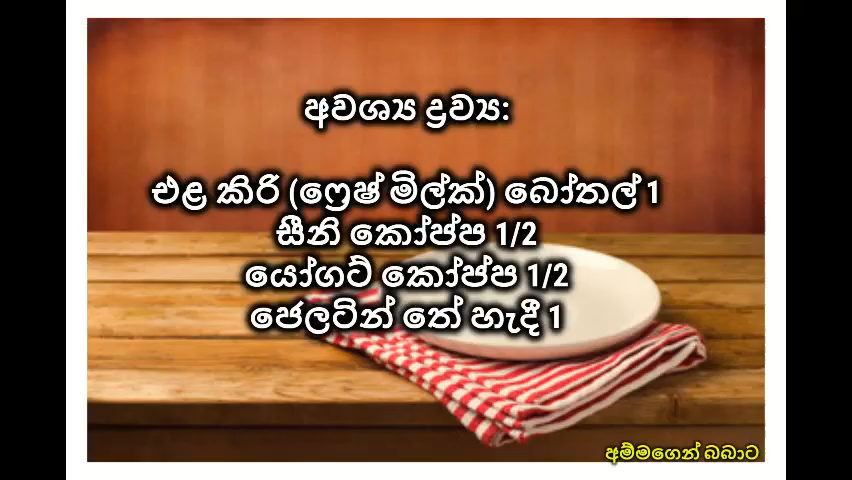 අවශ්‍ය ද්‍රව්‍ය:
එළ කිරි (ෆ්‍රෙෂ් මිල්ක්) බෝතල් 1
සීනි කෝප්ප 1/2
යෝගට් කෝප්ප 1/2
ජෙලටින් තේ හැඳී 1
අම්මගෙන් බබාට